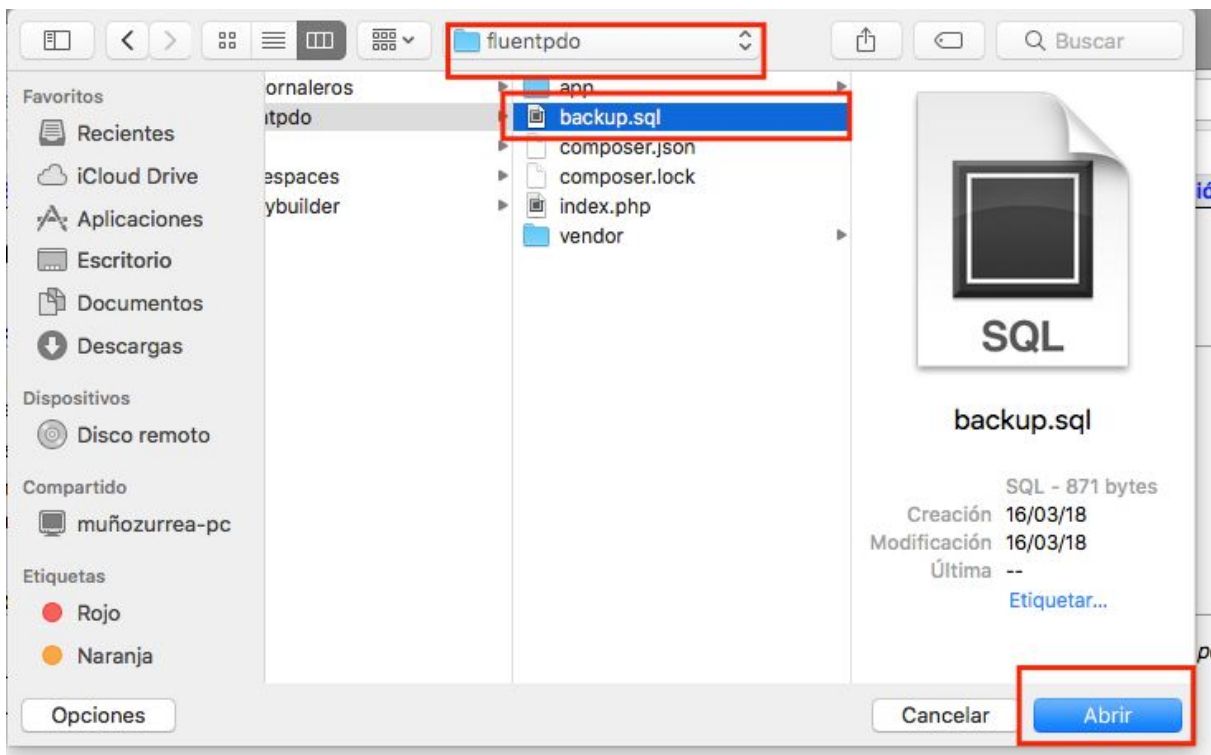 fluentpdo
Buscar
Favoritos
Recientes
iCloud Drive
Aplicaciones
Escritorio
Documentos
Descargas
Dispositivos
Disco remoto
Compartido
muñozurrea-pc
Etiquetas
Rojo
Naranja
ornaleros
tpdo
espaces
ybuilder
app
backup.sql
composer.json
composer.lock
index.php
vendor
SQL
backup.sql
SQL - 871 bytes
Creación 16/03/18
Modificación 16/03/18
Última --
Etiquetar...
Opciones
Cancelar
Abrir